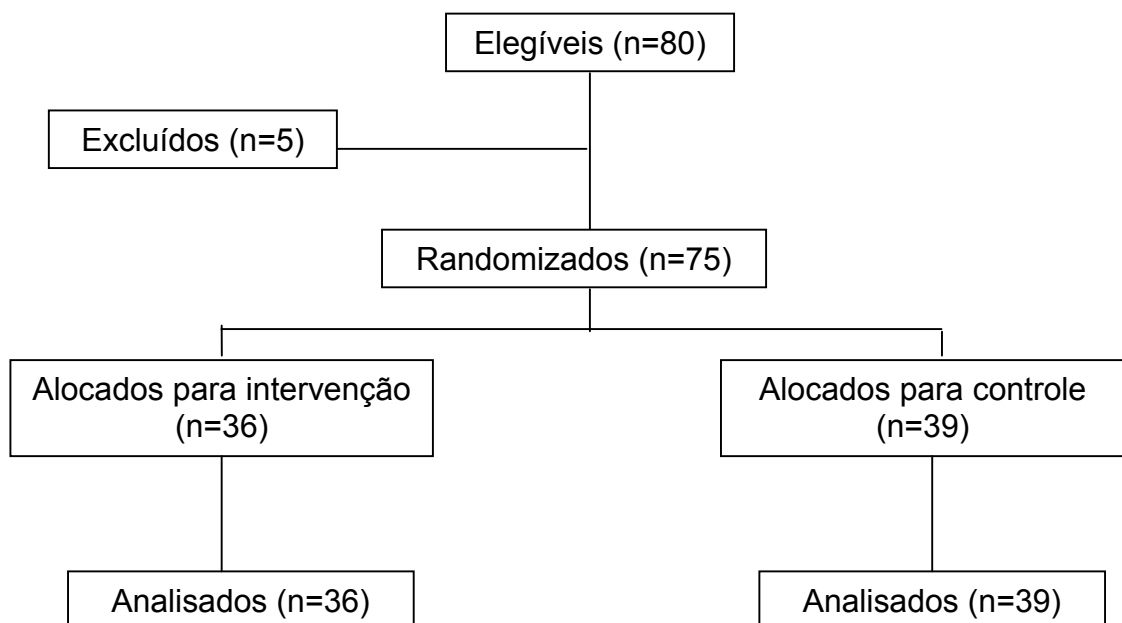 Elegíveis (n=80)
Excluídos (n=5)
Randomizados (n=75)
Alocados para intervenção
(n=36)
Alocados para controle
(n=39)
Analisados (n=36)
Analisados (n=39)